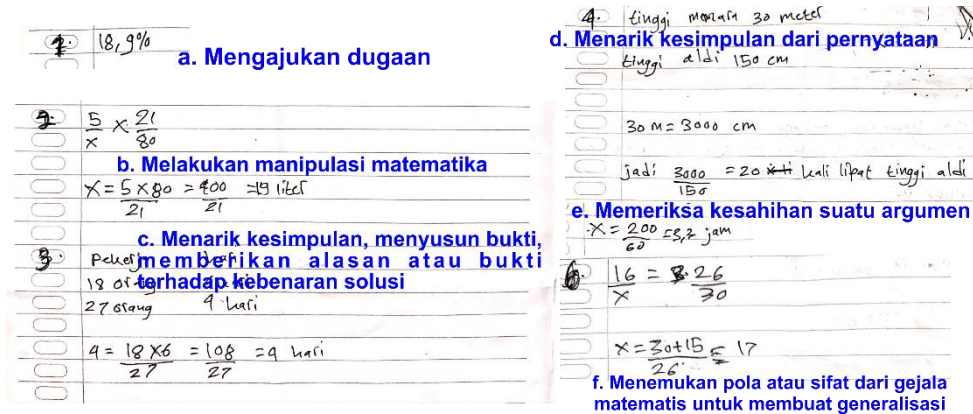 1. 18,9%
a. Mengajukan dugaan
2. 5/x × 21/80
b. Melakukan manipulasi matematika
x = 5×80/21 = 400/21 = 19 liter
c. Menarik kesimpulan, menyusun bukti,
memberikan alasan atau bukti
terhadap kebenaran solusi
3. Pekerja hari
18 orang
27 orang 4 hari
4 = 18×6/27 = 108/27 = 4 hari
4. tinggi menara 30 meter
d. Menarik kesimpulan dari pernyataan
tinggi aldi 150 cm
30 M = 3000 cm
jadi 3000/150 = 20 kali lipat tinggi aldi
e. Memeriksa kesahihan suatu argumen
x = 200/60 = 3,3 jam
6. 16/x = 26/30
x = 30+15/26 = 17
f. Menemukan pola atau sifat dari gejala
matematis untuk membuat generalisasi